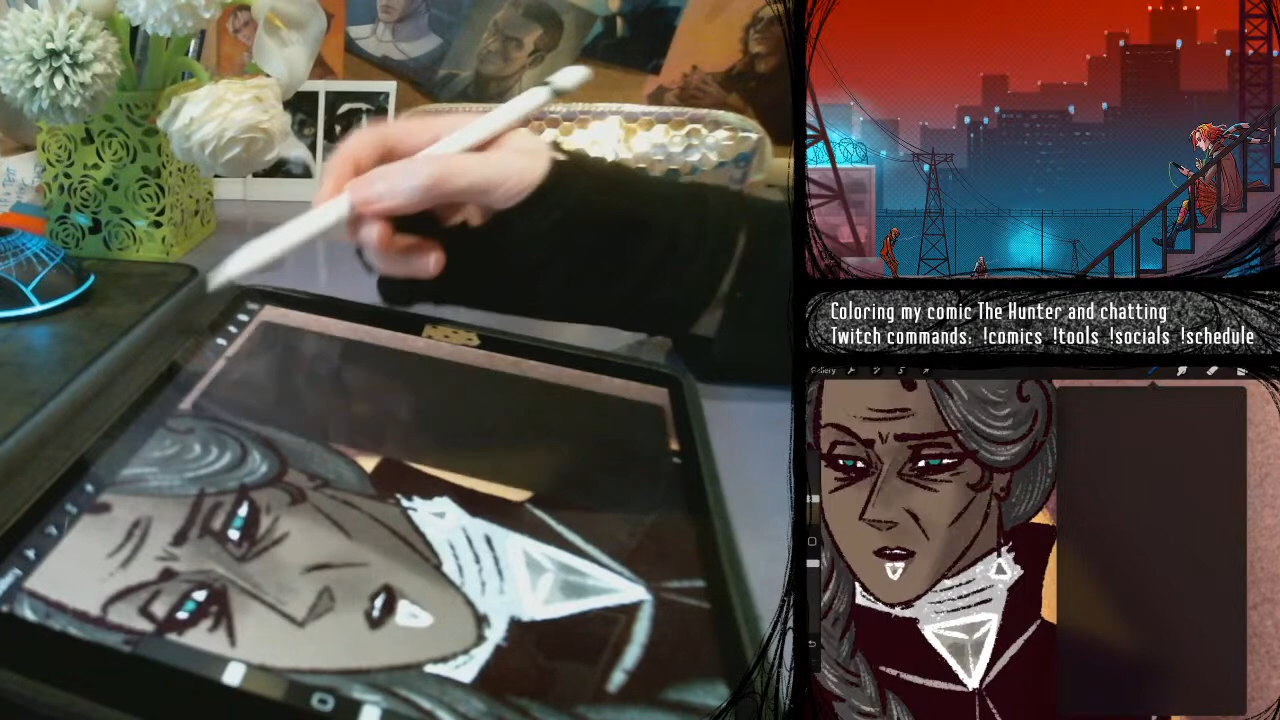 Coloring my comic The Hunter and chatting
Twitch commands: !comics !tools !socials !schedule
Gallery